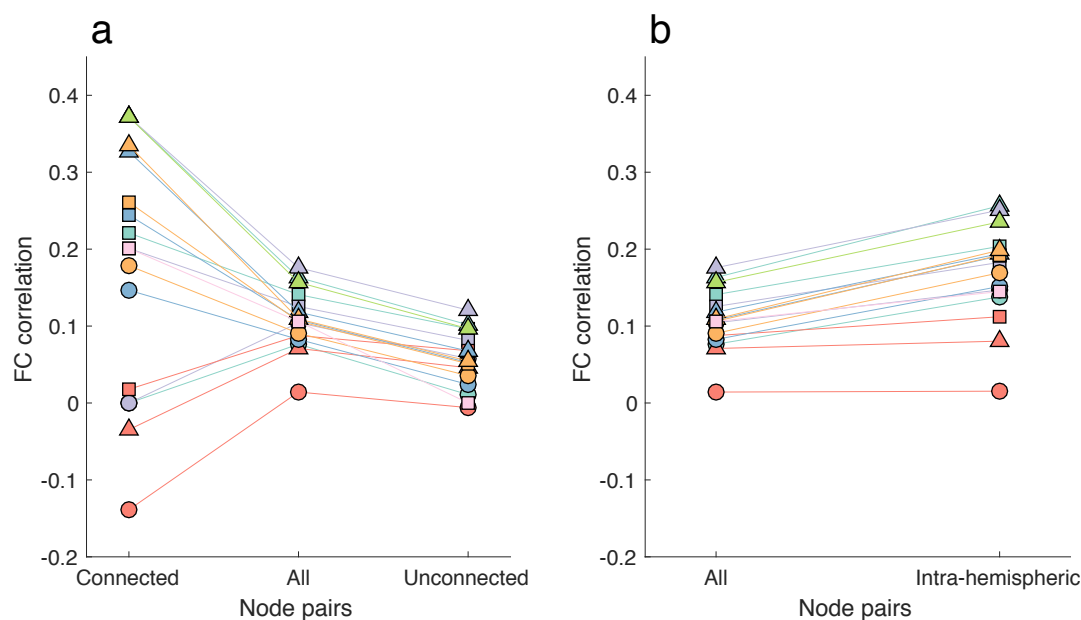 a
0.4
0.3
0.2
0.1
0
-0.1
-0.2
FC correlation
Connected
All
Unconnected
Node pairs
b
0.4
0.3
0.2
0.1
0
-0.1
-0.2
FC correlation
All
Intra-hemispheric
Node pairs